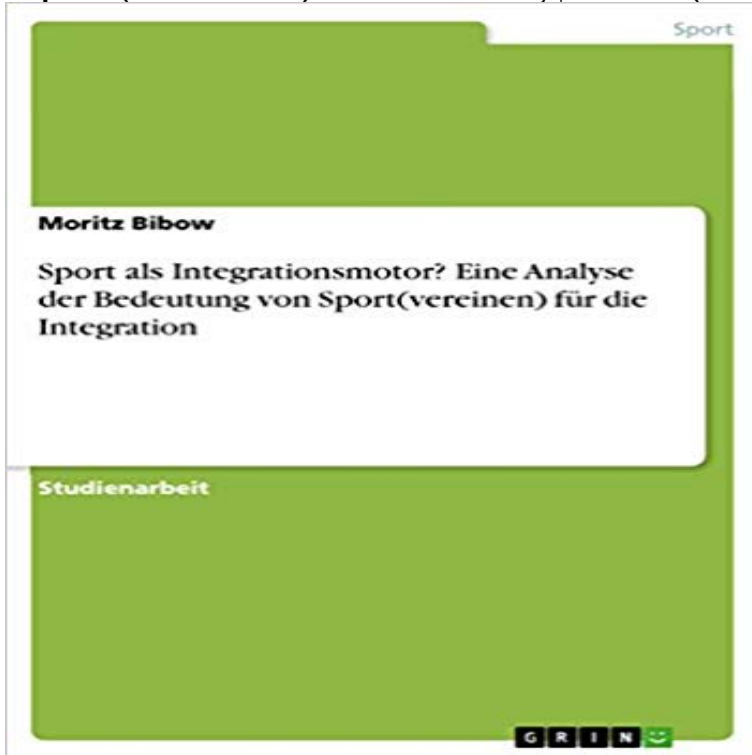 Sport
Moritz Bibow
Sport als Integrationsmotor? Eine Analyse
der Bedeutung von Sport(vereinen) für die
Integration
Studienarbeit
GRIN